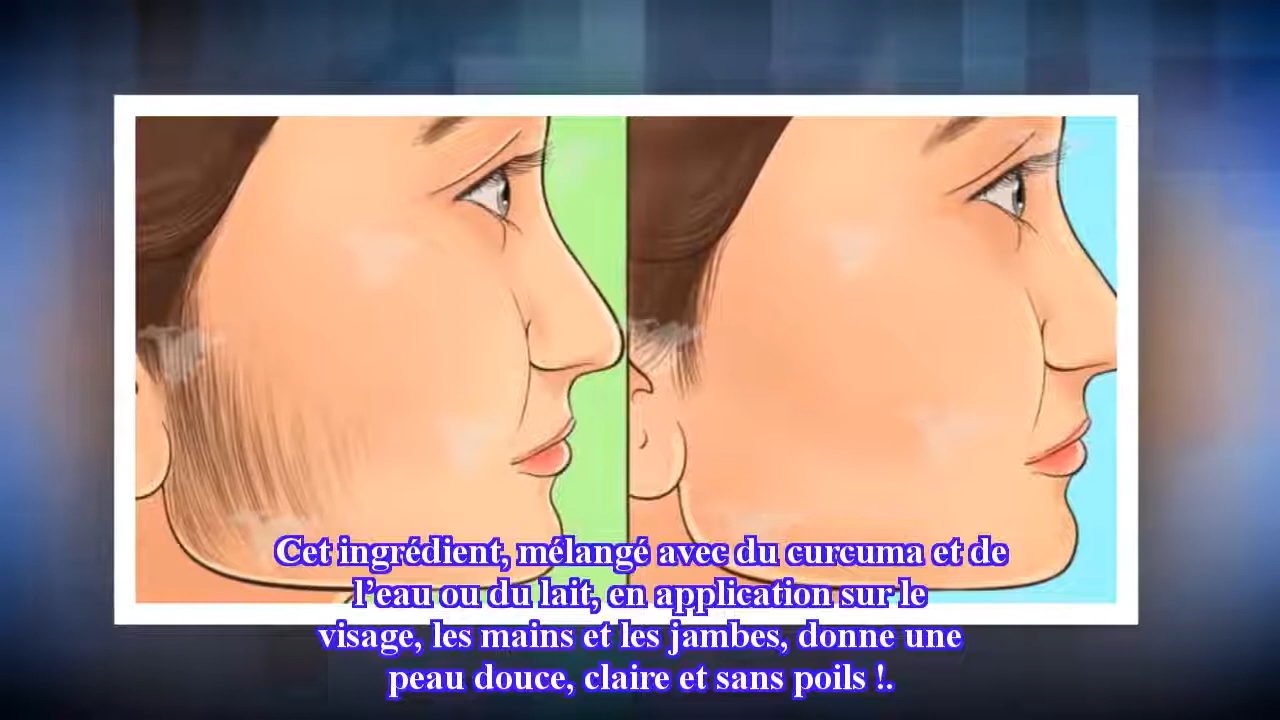 Cet ingrédient, mélangé avec du curcuma et de
l'eau ou du lait, en application sur le
visage, les mains et les jambes, donne une
peau douce, claire et sans poils !.